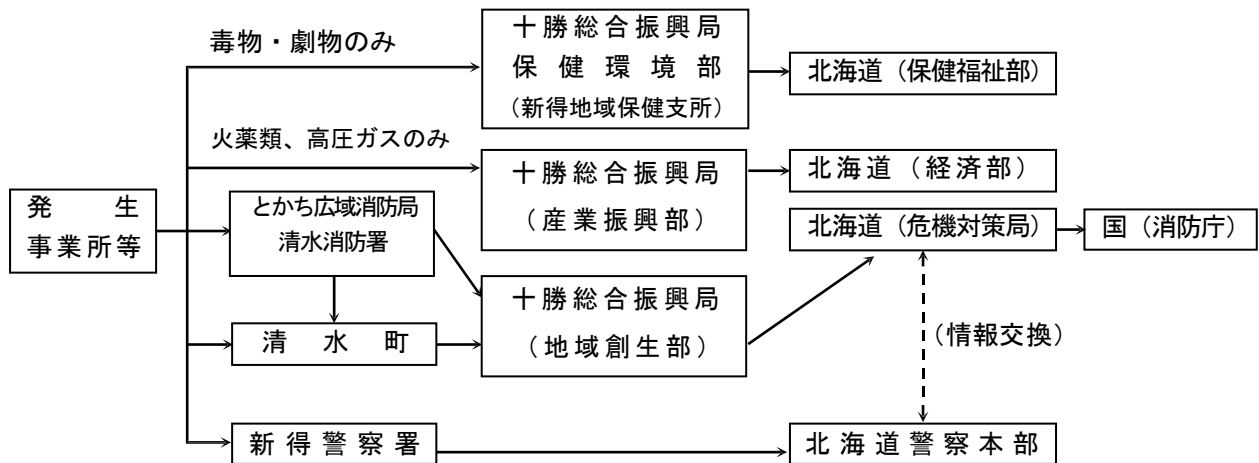 毒物・劇物のみ
十勝総合振興局
保健環境部
（新得地域保健支所）
北海道（保健福祉部）
火薬類、高圧ガスのみ
十勝総合振興局
（産業振興部）
北海道（経済部）
発生
事業所等
とかち広域消防局
清水消防署
北海道（危機対策局）
国（消防庁）
十勝総合振興局
（地域創生部）
清水町
（情報交換）
新得警察署
北海道警察本部